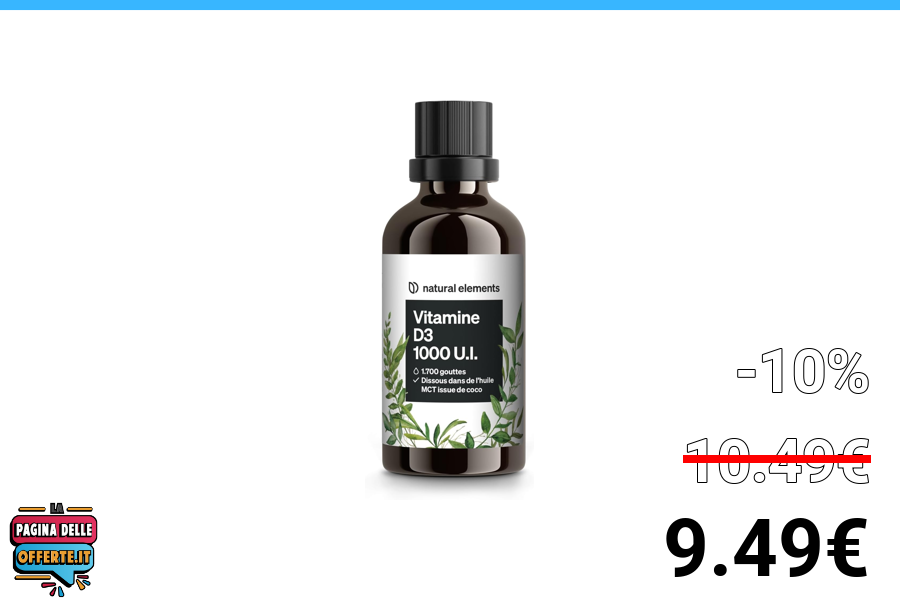 natural elements
Vitamine
D3
1000 U.I.
1.700 gouttes
Dissous dans de l'huile
MCT issue de coco
-10%
10.49€
9.49€
LA
PAGINA DELLE
OFFERTE.IT